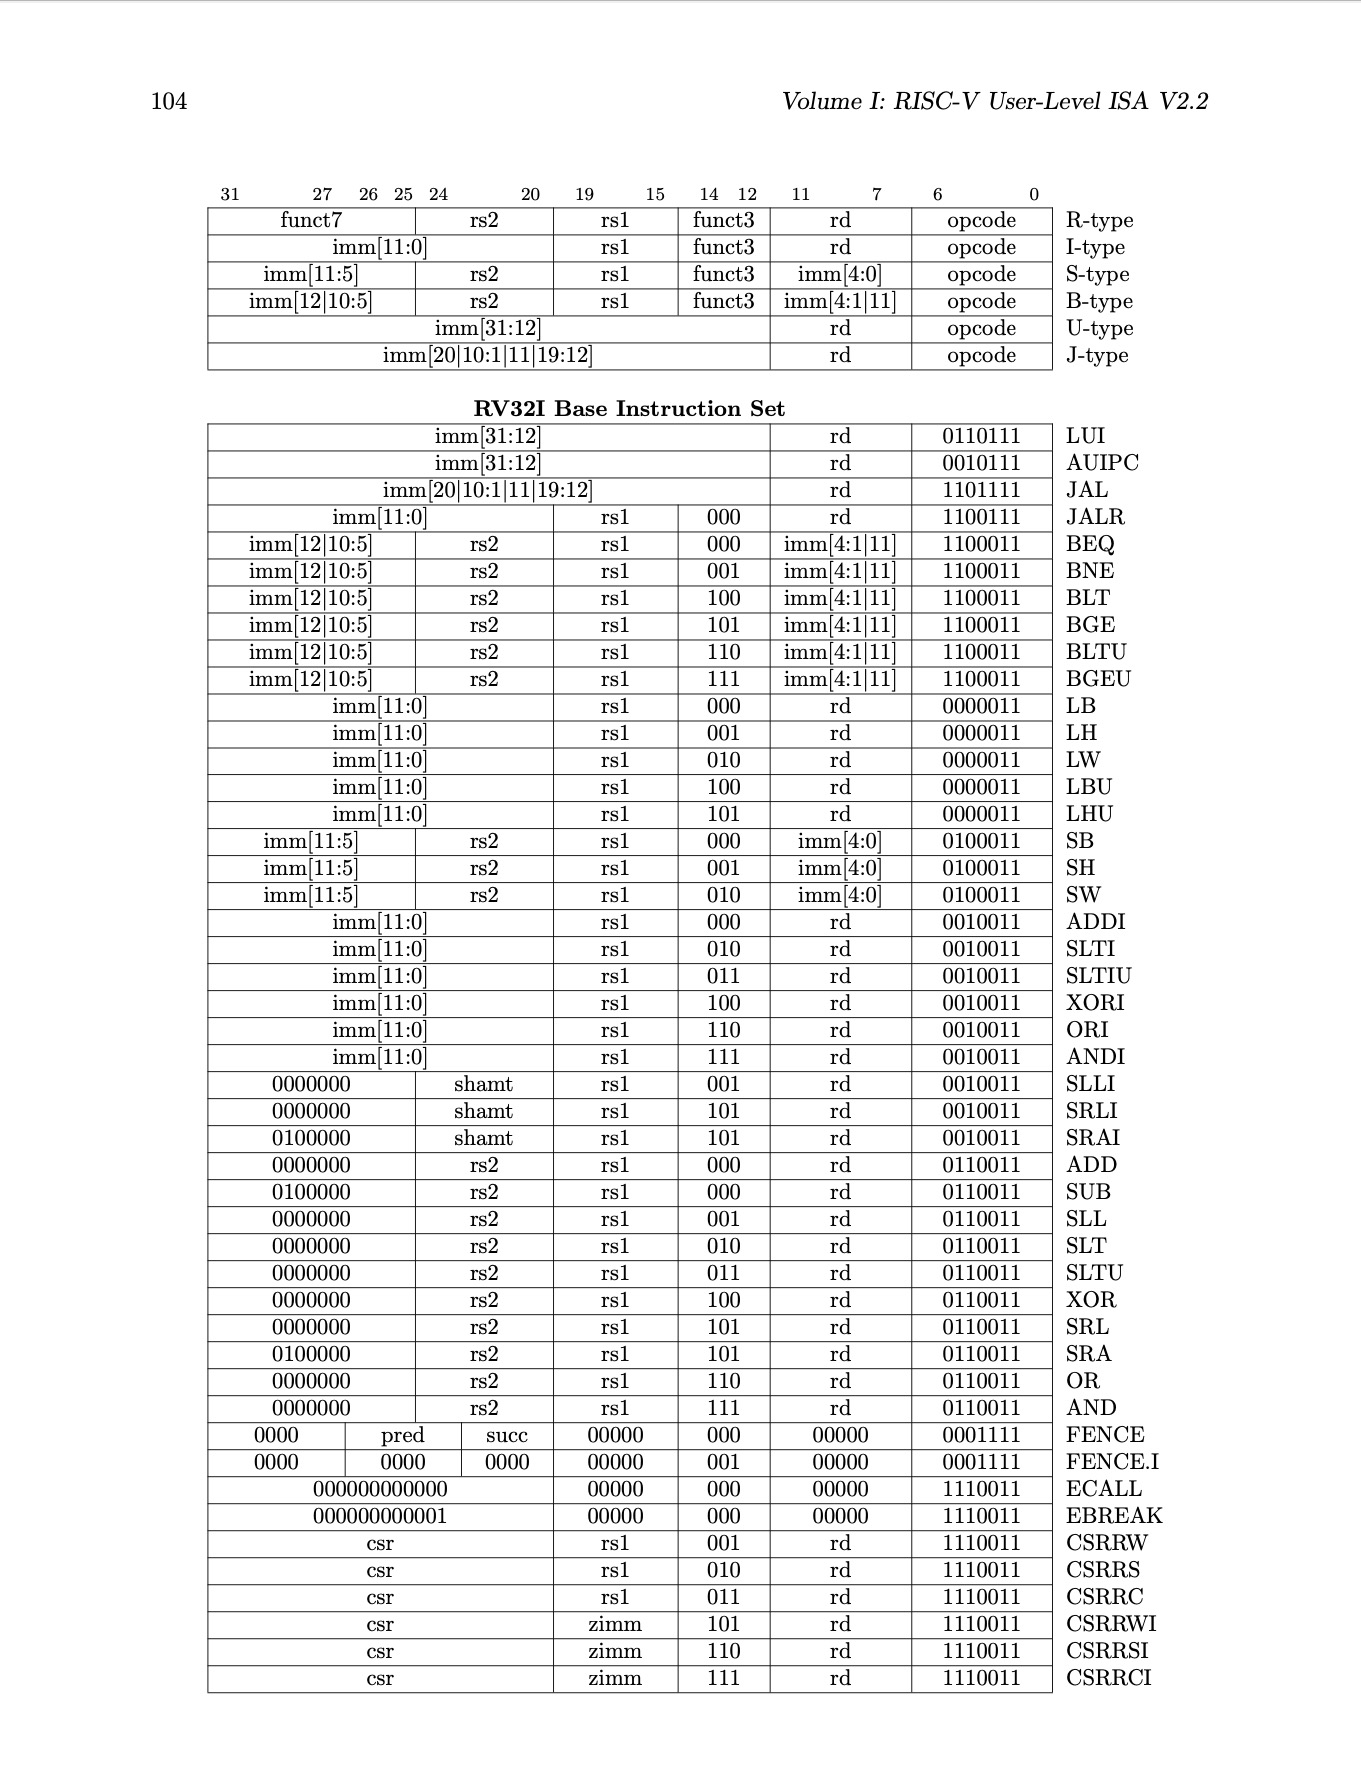 104 Volume I: RISC-V User-Level ISA V2.2
31 27 26 25 24 20 19 15 14 12 11 7 6 0
funct7 rs2 rs1 funct3 rd opcode R-type
imm[11:0] rs1 funct3 rd opcode I-type
imm[11:5] rs2 rs1 funct3 imm[4:0] opcode S-type
imm[12|10:5] rs2 rs1 funct3 imm[4:1|11] opcode B-type
imm[31:12] rd opcode U-type
imm[20|10:1|11|19:12] rd opcode J-type
RV32I Base Instruction Set
imm[31:12] rd 0110111 LUI
imm[31:12] rd 0010111 AUIPC
imm[20|10:1|11|19:12] rd 1101111 JAL
imm[11:0] rs1 000 rd 1100111 JALR
imm[12|10:5] rs2 rs1 000 imm[4:1|11] 1100011 BEQ
imm[12|10:5] rs2 rs1 001 imm[4:1|11] 1100011 BNE
imm[12|10:5] rs2 rs1 100 imm[4:1|11] 1100011 BLT
imm[12|10:5] rs2 rs1 101 imm[4:1|11] 1100011 BGE
imm[12|10:5] rs2 rs1 110 imm[4:1|11] 1100011 BLTU
imm[12|10:5] rs2 rs1 111 imm[4:1|11] 1100011 BGEU
imm[11:0] rs1 000 rd 0000011 LB
imm[11:0] rs1 001 rd 0000011 LH
imm[11:0] rs1 010 rd 0000011 LW
imm[11:0] rs1 100 rd 0000011 LBU
imm[11:0] rs1 101 rd 0000011 LHU
imm[11:5] rs2 rs1 000 imm[4:0] 0100011 SB
imm[11:5] rs2 rs1 001 imm[4:0] 0100011 SH
imm[11:5] rs2 rs1 010 imm[4:0] 0100011 SW
imm[11:0] rs1 000 rd 0010011 ADDI
imm[11:0] rs1 010 rd 0010011 SLTI
imm[11:0] rs1 011 rd 0010011 SLTIU
imm[11:0] rs1 100 rd 0010011 XORI
imm[11:0] rs1 110 rd 0010011 ORI
imm[11:0] rs1 111 rd 0010011 ANDI
0000000 shamt rs1 001 rd 0010011 SLLI
0000000 shamt rs1 101 rd 0010011 SRLI
0100000 shamt rs1 101 rd 0010011 SRAI
0000000 rs2 rs1 000 rd 0110011 ADD
0100000 rs2 rs1 000 rd 0110011 SUB
0000000 rs2 rs1 001 rd 0110011 SLL
0000000 rs2 rs1 010 rd 0110011 SLT
0000000 rs2 rs1 011 rd 0110011 SLTU
0000000 rs2 rs1 100 rd 0110011 XOR
0000000 rs2 rs1 101 rd 0110011 SRL
0100000 rs2 rs1 101 rd 0110011 SRA
0000000 rs2 rs1 110 rd 0110011 OR
0000000 rs2 rs1 111 rd 0110011 AND
0000 pred succ 00000 000 00000 0001111 FENCE
0000 0000 0000 00000 001 00000 0001111 FENCE.I
000000000000 00000 000 00000 1110011 ECALL
000000000001 00000 000 00000 1110011 EBREAK
csr rs1 001 rd 1110011 CSRRW
csr rs1 010 rd 1110011 CSRRS
csr rs1 011 rd 1110011 CSRRC
csr zimm 101 rd 1110011 CSRRWI
csr zimm 110 rd 1110011 CSRRSI
csr zimm 111 rd 1110011 CSRRCI